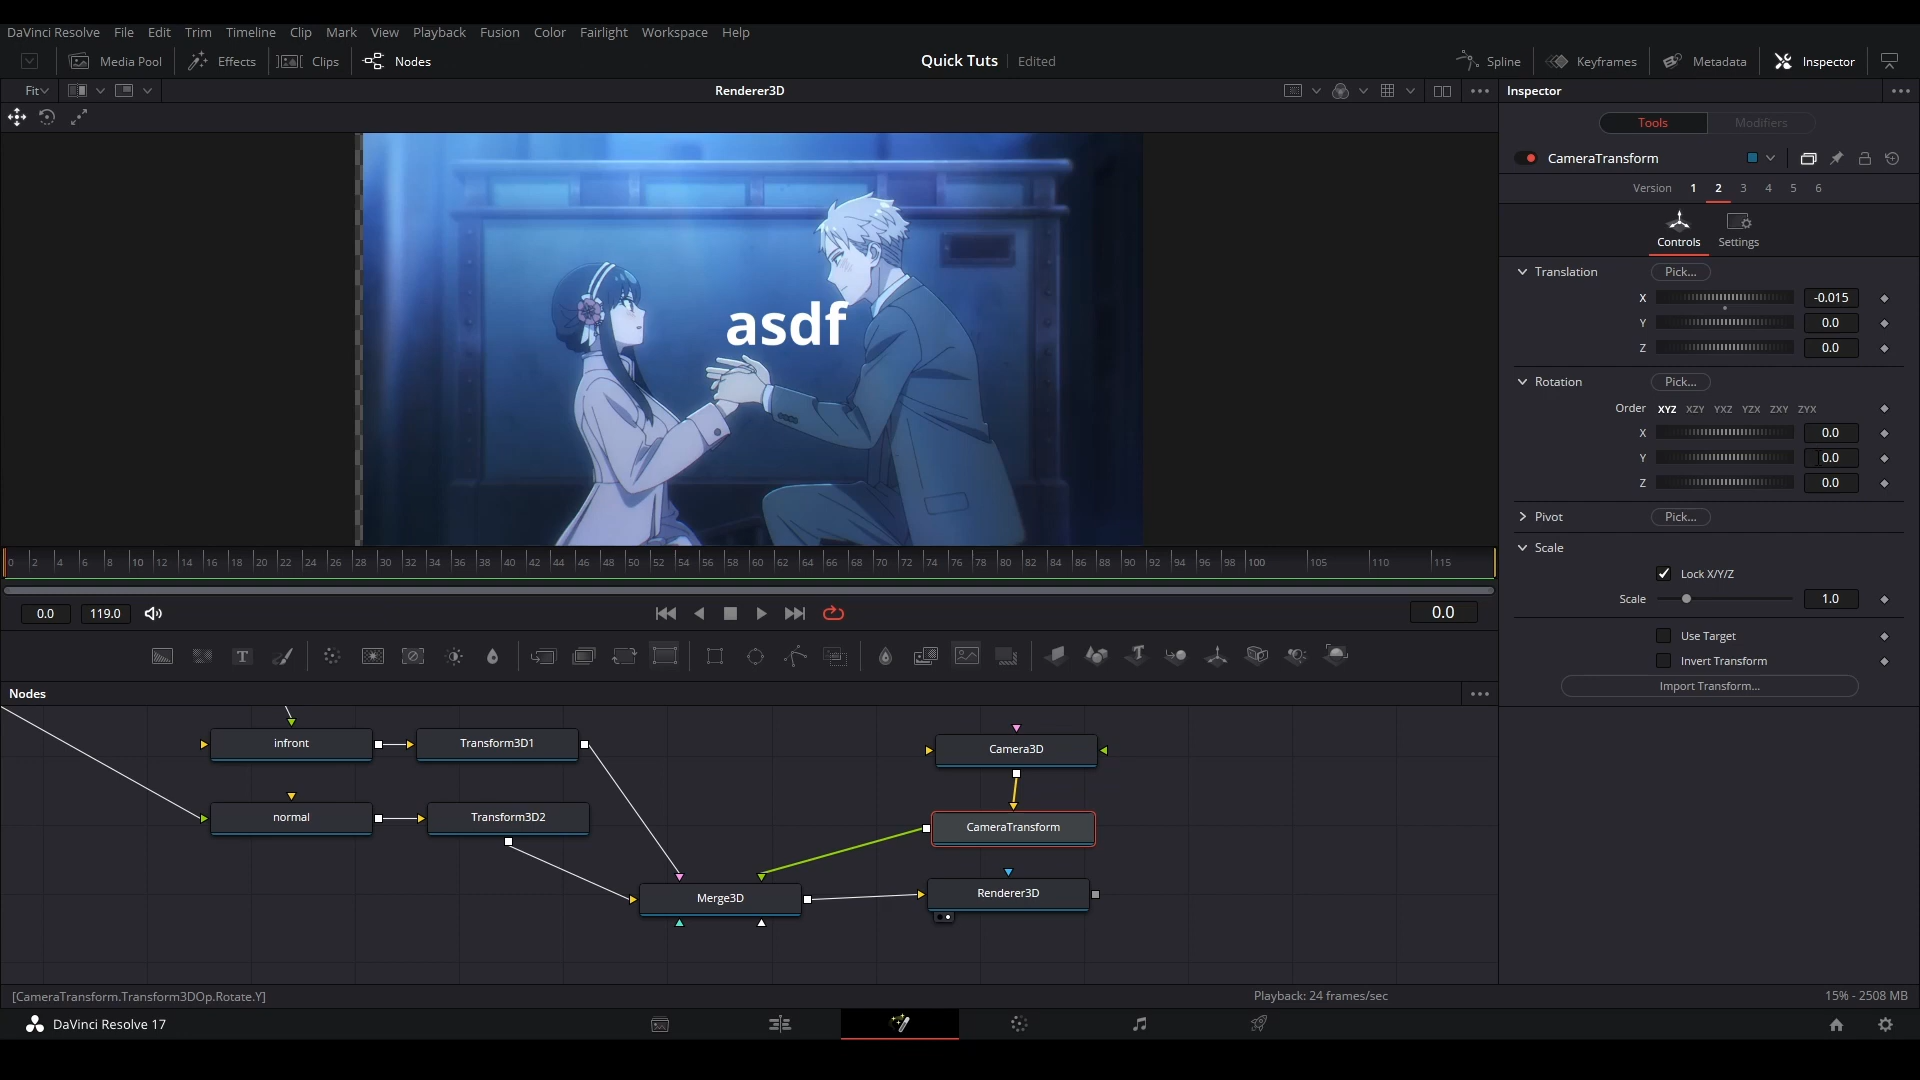 DaVinci Resolve File Edit Trim Timeline Clip Mark View Playback Fusion Color Fairlight Workspace Help
Media Pool Effects Clips Nodes Quick Tuts Edited Spline Keyframes Metadata Inspector
Fit Renderer3D Inspector
Tools Modifiers
CameraTransform
Version 1 2 3 4 5 6
Controls Settings
Translation Pick...
X -0.015
Y 0.0
Z 0.0
Rotation Pick...
Order XYZ XZY YXZ YZX ZXY ZYX
X 0.0
Y 0.0
Z 0.0
Pivot Pick...
Scale
Lock X/Y/Z
Scale 1.0
Use Target
Invert Transform
Import Transform...
asdf
0 2 4 6 8 10 12 14 16 18 20 22 24 26 28 30 32 34 36 38 40 42 44 46 48 50 52 54 56 58 60 62 64 66 68 70 72 74 76 78 80 82 84 86 88 90 92 94 96 98 100 105 110 115
0.0 119.0 0.0
T
Nodes
infront Transform3D1 Camera3D
normal Transform3D2 CameraTransform
Merge3D Renderer3D
[CameraTransform.Transform3DOp.Rotate.Y] Playback: 24 frames/sec 15% - 2508 MB
DaVinci Resolve 17